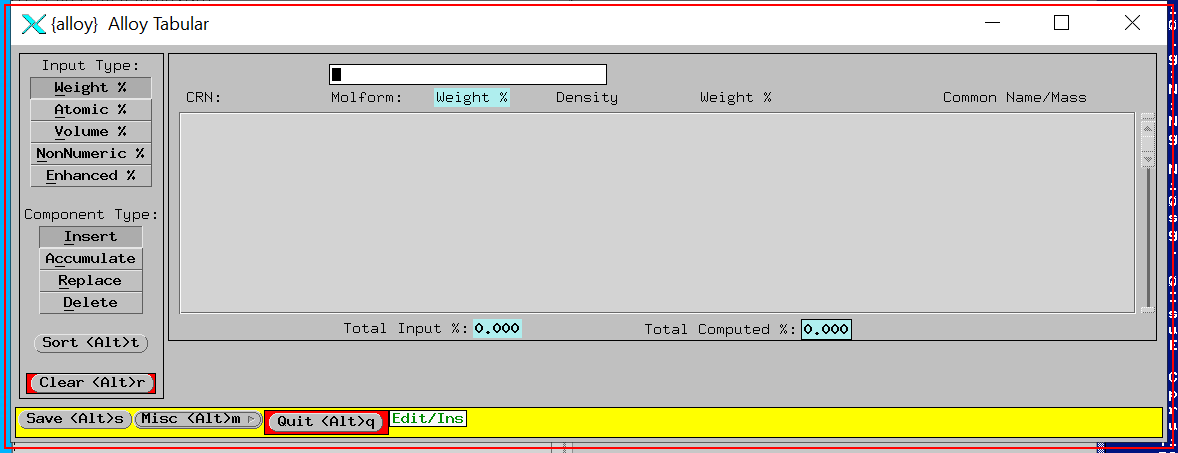 {alloy} Alloy Tabular
Input Type:
Weight %
Atomic %
Volume %
NonNumeric %
Enhanced %
Component Type:
Insert
Accumulate
Replace
Delete
Sort <Alt>t
Clear <Alt>r
CRN: Molform: Weight % Density Weight % Common Name/Mass
Total Input %: 0.000 Total Computed %: 0.000
Save <Alt>s Misc <Alt>m Quit <Alt>q Edit/Ins